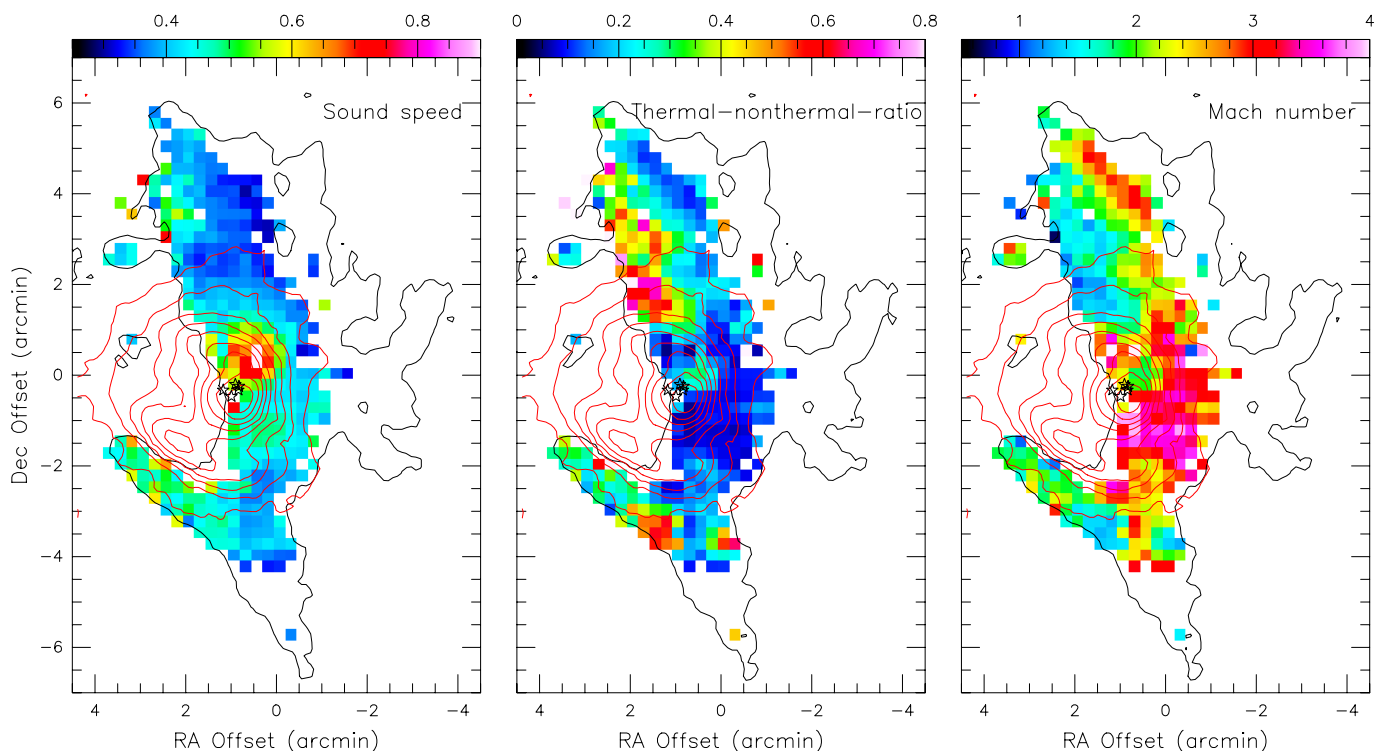 0.4 0.6 0.8
0 0.2 0.4 0.6 0.8
1 2 3 4
Sound speed
Thermal−nonthermal−ratio
Mach number
Dec Offset (arcmin)
6
4
2
0
−2
−4
−6
4 2 0 −2 −4
4 2 0 −2 −4
4 2 0 −2 −4
RA Offset (arcmin)
RA Offset (arcmin)
RA Offset (arcmin)